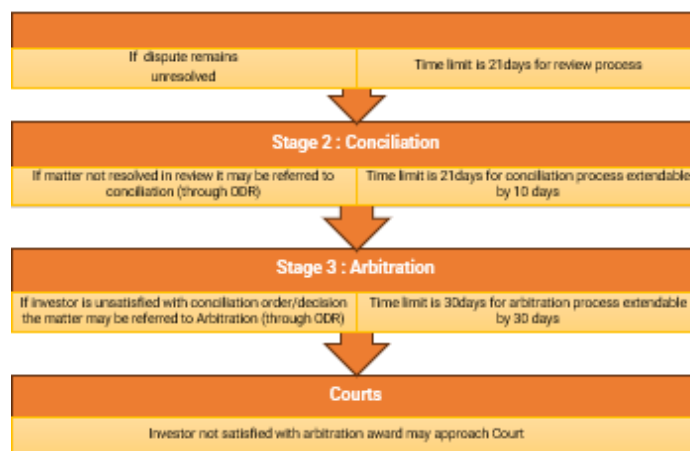 If dispute remains
unresolved
Time limit is 21days for review process
Stage 2 : Conciliation
If matter not resolved in review it may be referred to
conciliation (through ODR)
Time limit is 21days for conciliation process extendable
by 10 days
Stage 3 : Arbitration
If investor is unsatisfied with conciliation order/decision
the matter may be referred to Arbitration (through ODR)
Time limit is 30days for arbitration process extendable
by 30 days
Courts
Investor not satisfied with arbitration award may approach Court